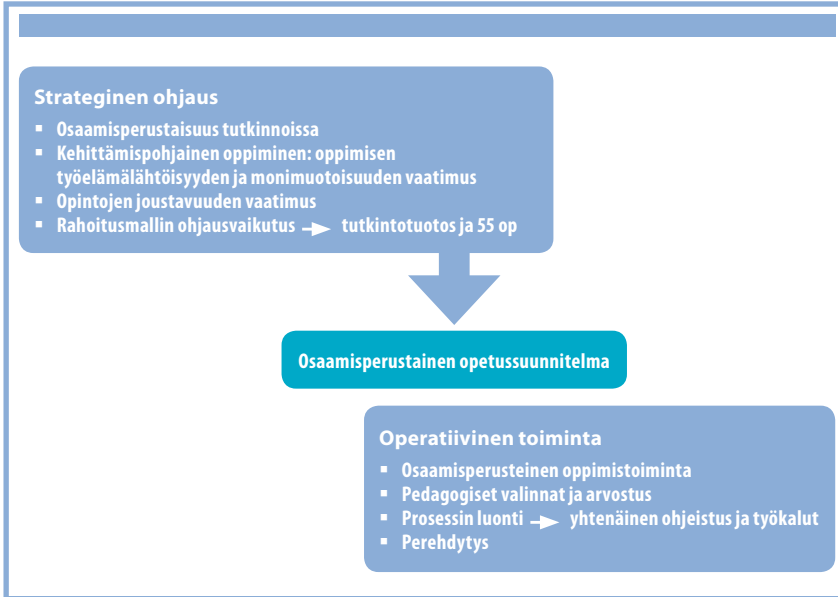 Strateginen ohjaus
▪ Osaamisperustaisuus tutkinnoissa
▪ Kehittämispohjainen oppiminen: oppimisen
työelämälähtöisyyden ja monimuotoisuuden vaatimus
▪ Opintojen joustavuuden vaatimus
▪ Rahoitusmallin ohjausvaikutus → tutkintotuotos ja 55 op
Osaamisperustainen opetussuunnitelma
Operatiivinen toiminta
▪ Osaamisperusteinen oppimistoiminta
▪ Pedagogiset valinnat ja arvostus
▪ Prosessin luonti → yhtenäinen ohjeistus ja työkalut
▪ Perehdytys